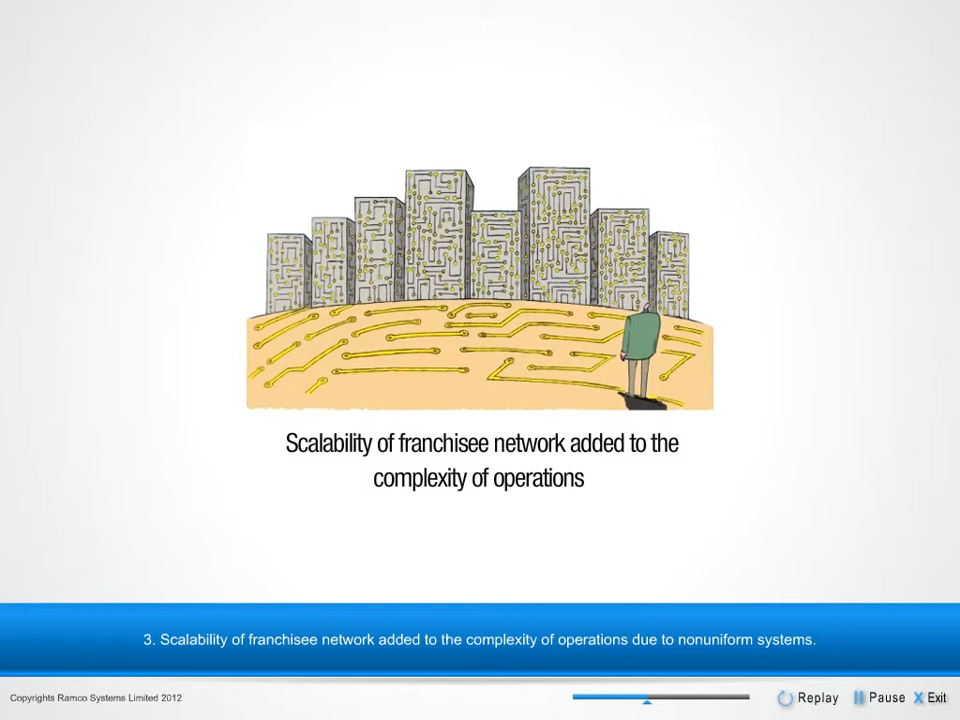 Scalability of franchisee network added to the
complexity of operations
3. Scalability of franchisee network added to the complexity of operations due to nonuniform systems.
Copyrights Ramco Systems Limited 2012
Replay
Pause
X Exit